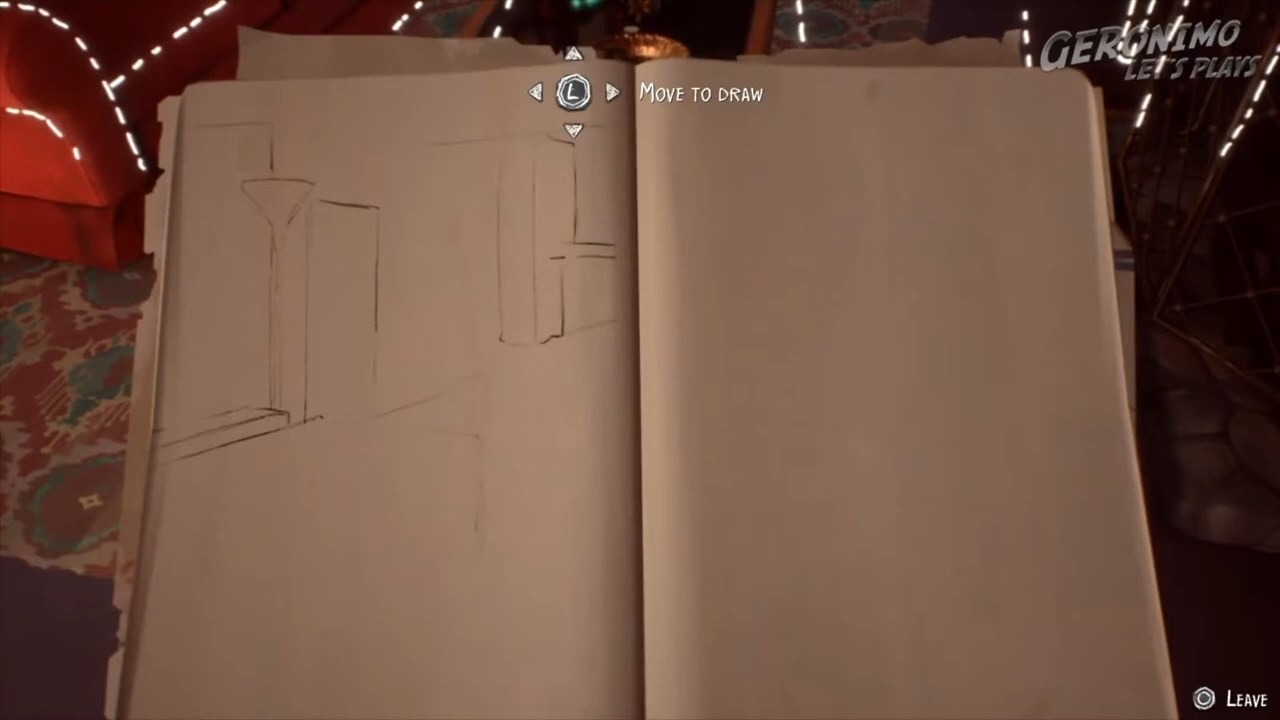 GERONIMO
LET'S PLAYS
L
MOVE TO DRAW
LEAVE